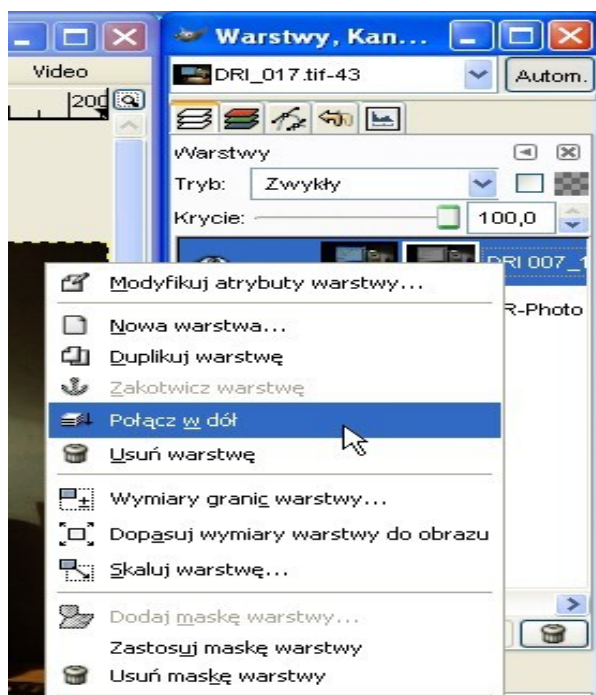 Warstwy, Kan...
Video
DRI_017.tif-43
Autom.
200
Warstwy
Tryb: Zwykły
Krycie: 100,0
DRI 007_1
R-Photo
Modyfikuj atrybuty warstwy...
Nowa warstwa...
Duplikuj warstwę
Zakotwicz warstwę
Połącz w dół
Usuń warstwę
Wymiary granic warstwy...
Dopasuj wymiary warstwy do obrazu
Skaluj warstwę...
Dodaj maskę warstwy...
Zastosuj maskę warstwy
Usuń maskę warstwy